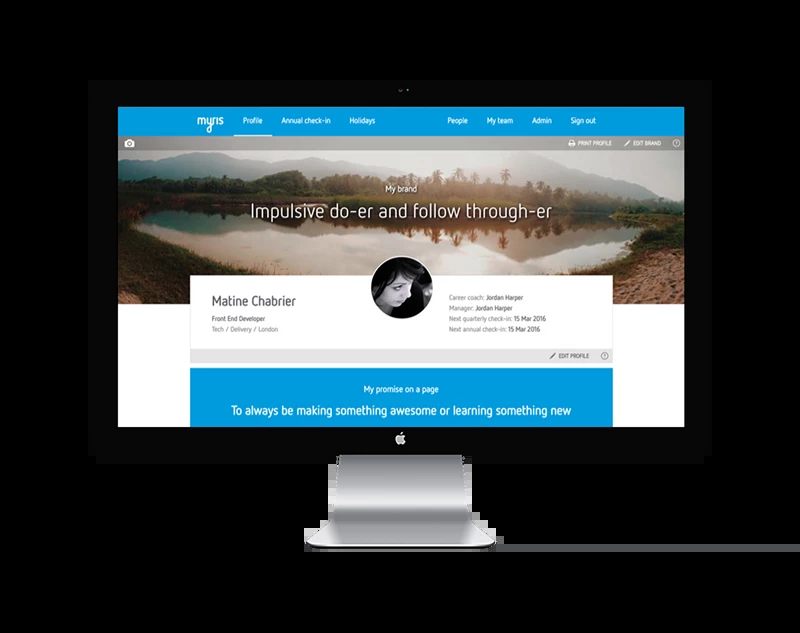 myris Profile Annual check-in Holidays People My team Admin Sign out
PRINT PROFILE EDIT BRAND ?
My brand
Impulsive do-er and follow through-er
Matine Chabrier
Front End Developer
Tech / Delivery / London
Career coach: Jordan Harper
Manager: Jordan Harper
Next quarterly check-in: 15 Mar 2016
Next annual check-in: 15 Mar 2016
EDIT PROFILE ?
My promise on a page
To always be making something awesome or learning something new